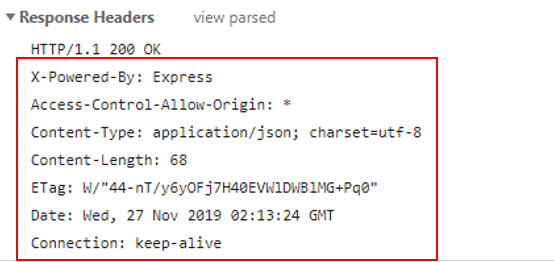 ▼ Response Headers view parsed
HTTP/1.1 200 OK
X-Powered-By: Express
Access-Control-Allow-Origin: *
Content-Type: application/json; charset=utf-8
Content-Length: 68
ETag: W/"44-nT/y6yOFj7H40EVWlDWBlMG+Pq0"
Date: Wed, 27 Nov 2019 02:13:24 GMT
Connection: keep-alive